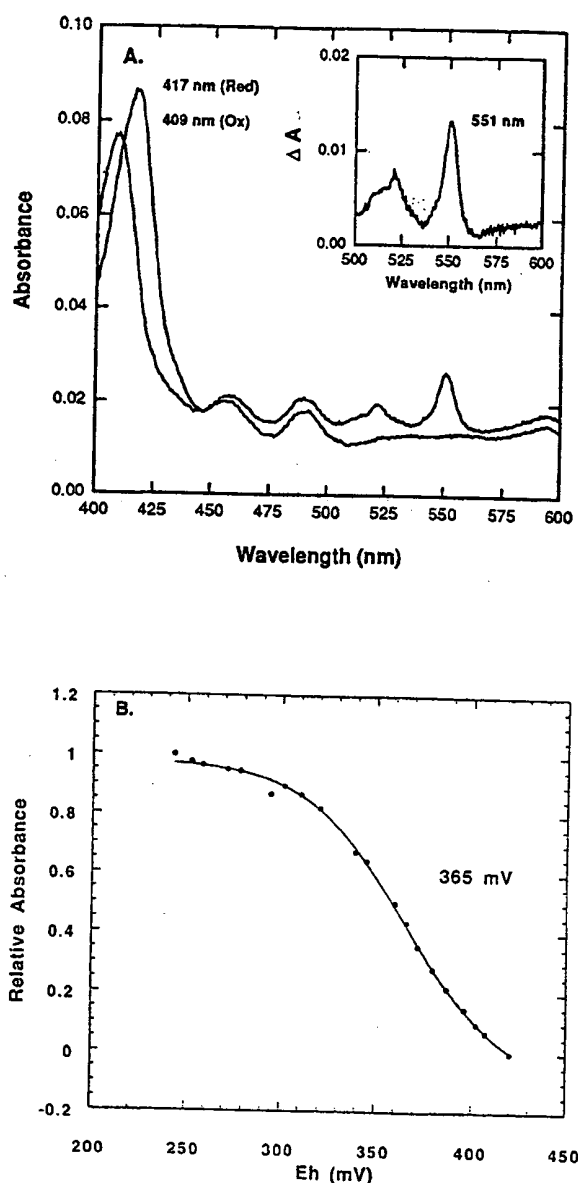 A.
417 nm (Red)
409 nm (Ox)
Absorbance
0.10
0.08
0.06
0.04
0.02
0.00
400 425 450 475 500 525 550 575 600
Wavelength (nm)
0.02
0.01
0.00
Δ A
551 nm
500 525 550 575 600
Wavelength (nm)
B.
Relative Absorbance
1.2
1
0.8
0.6
0.4
0.2
0
-0.2
365 mV
200 250 300 350 400 450
Eh (mV)